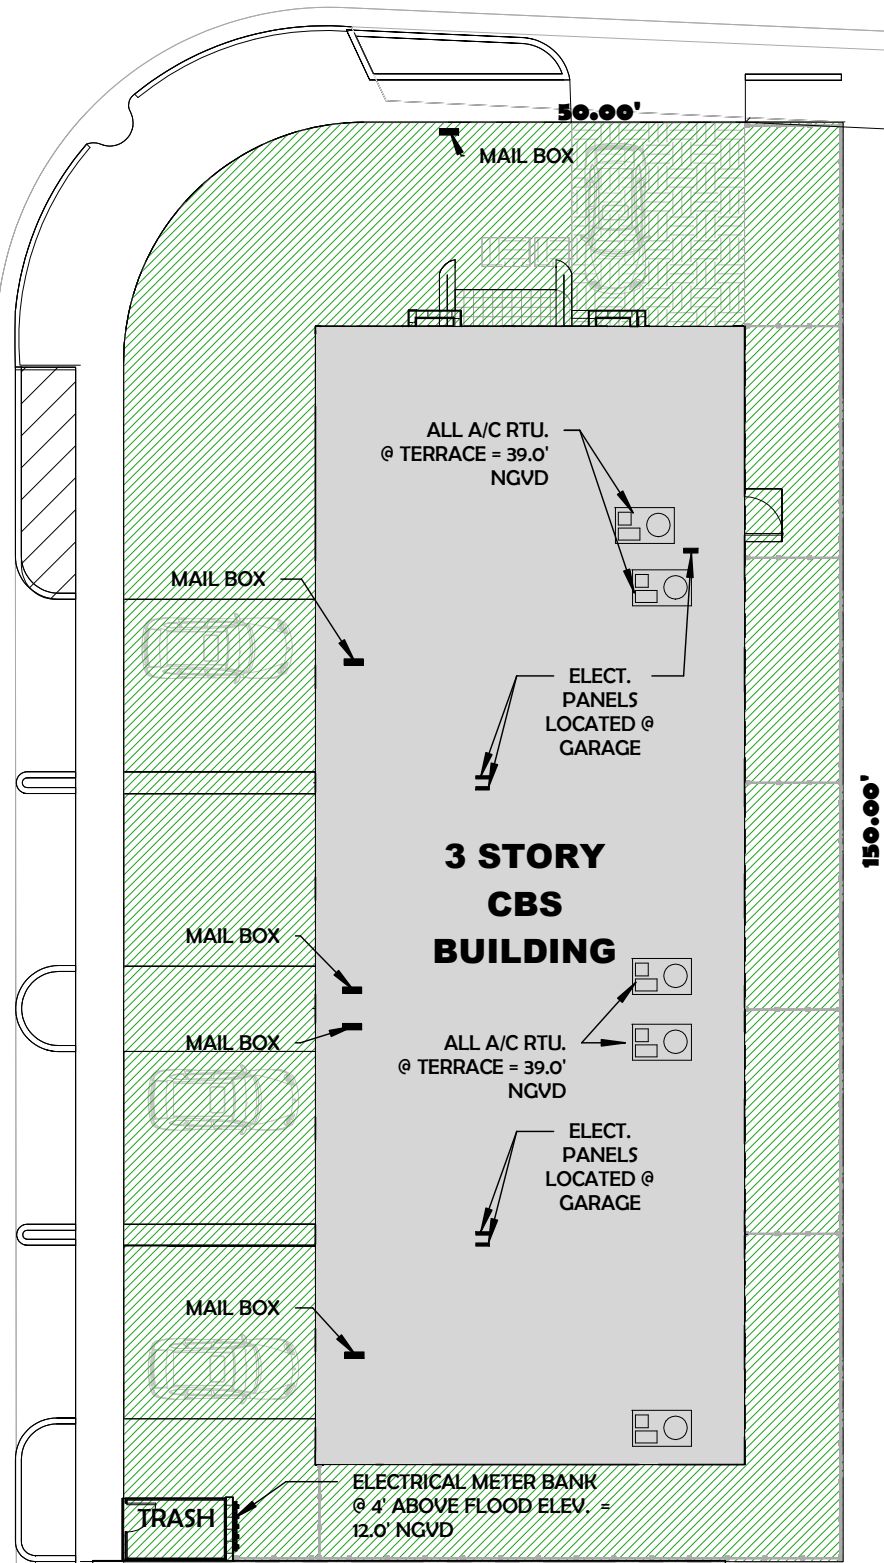 50.00'
MAIL BOX
ALL A/C RTU.
@ TERRACE = 39.0'
NGVD
MAIL BOX
ELECT.
PANELS
LOCATED @
GARAGE
150.00'
3 STORY
CBS
BUILDING
MAIL BOX
MAIL BOX
ALL A/C RTU.
@ TERRACE = 39.0'
NGVD
ELECT.
PANELS
LOCATED @
GARAGE
MAIL BOX
ELECTRICAL METER BANK
@ 4' ABOVE FLOOD ELEV. =
12.0' NGVD
TRASH